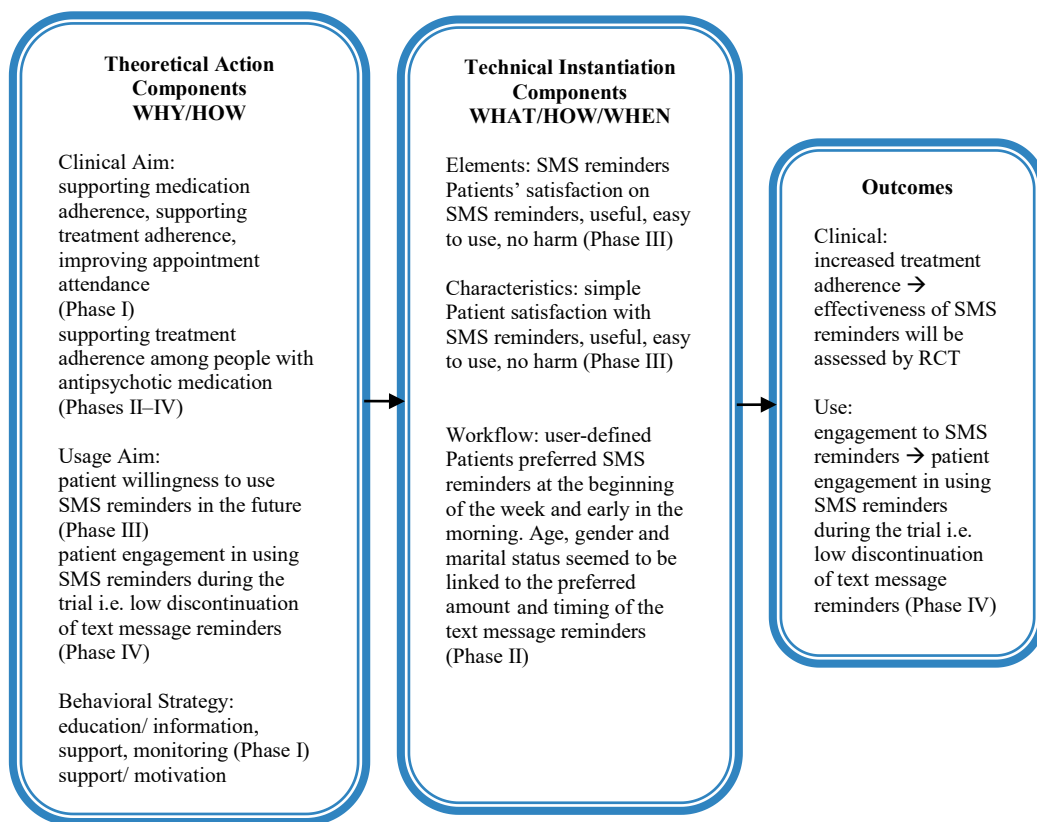 Theoretical Action
Components
WHY/HOW
Clinical Aim:
supporting medication
adherence, supporting
treatment adherence,
improving appointment
attendance
(Phase I)
supporting treatment
adherence among people with
antipsychotic medication
(Phases II–IV)
Usage Aim:
patient willingness to use
SMS reminders in the future
(Phase III)
patient engagement in using
SMS reminders during the
trial i.e. low discontinuation
of text message reminders
(Phase IV)
Behavioral Strategy:
education/ information,
support, monitoring (Phase I)
support/ motivation
Technical Instantiation
Components
WHAT/HOW/WHEN
Elements: SMS reminders
Patients’ satisfaction on
SMS reminders, useful, easy
to use, no harm (Phase III)
Characteristics: simple
Patient satisfaction with
SMS reminders, useful, easy
to use, no harm (Phase III)
Workflow: user-defined
Patients preferred SMS
reminders at the beginning
of the week and early in the
morning. Age, gender and
marital status seemed to be
linked to the preferred
amount and timing of the
text message reminders
(Phase II)
Outcomes
Clinical:
increased treatment
adherence →
effectiveness of SMS
reminders will be
assessed by RCT
Use:
engagement to SMS
reminders → patient
engagement in using
SMS reminders
during the trial i.e.
low discontinuation
of text message
reminders (Phase IV)